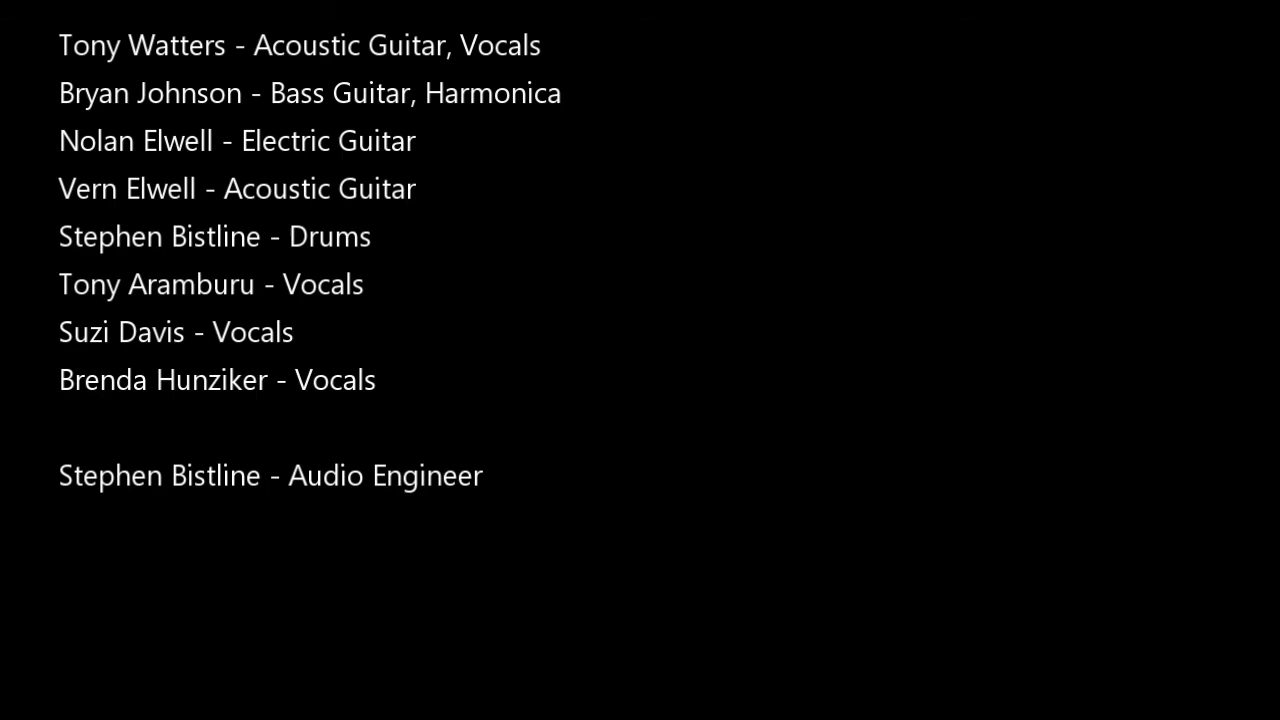 Tony Watters - Acoustic Guitar, Vocals
Bryan Johnson - Bass Guitar, Harmonica
Nolan Elwell - Electric Guitar
Vern Elwell - Acoustic Guitar
Stephen Bistline - Drums
Tony Aramburu - Vocals
Suzi Davis - Vocals
Brenda Hunziker - Vocals
Stephen Bistline - Audio Engineer